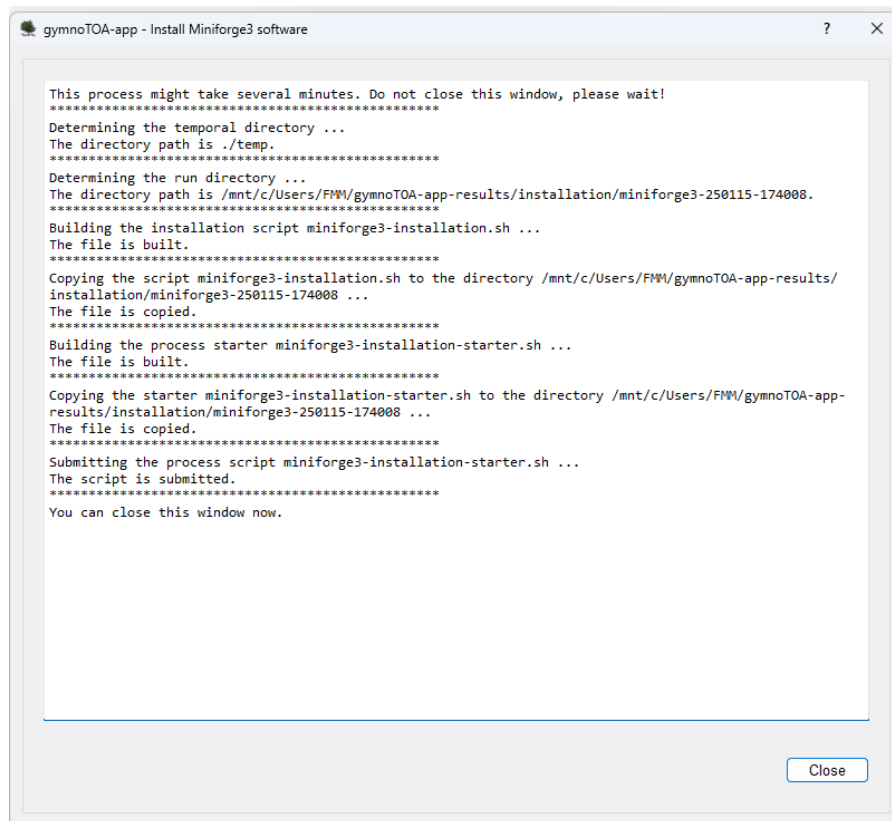 gymnoTOA-app - Install Miniforge3 software
?
X
This process might take several minutes. Do not close this window, please wait!
**************************************************
Determining the temporal directory ...
The directory path is ./temp.
**************************************************
Determining the run directory ...
The directory path is /mnt/c/Users/FMM/gymnoTOA-app-results/installation/miniforge3-250115-174008.
**************************************************
Building the installation script miniforge3-installation.sh ...
The file is built.
**************************************************
Copying the script miniforge3-installation.sh to the directory /mnt/c/Users/FMM/gymnoTOA-app-results/
installation/miniforge3-250115-174008 ...
The file is copied.
**************************************************
Building the process starter miniforge3-installation-starter.sh ...
The file is built.
**************************************************
Copying the starter miniforge3-installation-starter.sh to the directory /mnt/c/Users/FMM/gymnoTOA-app-
results/installation/miniforge3-250115-174008 ...
The file is copied.
**************************************************
Submitting the process script miniforge3-installation-starter.sh ...
The script is submitted.
**************************************************
You can close this window now.
Close